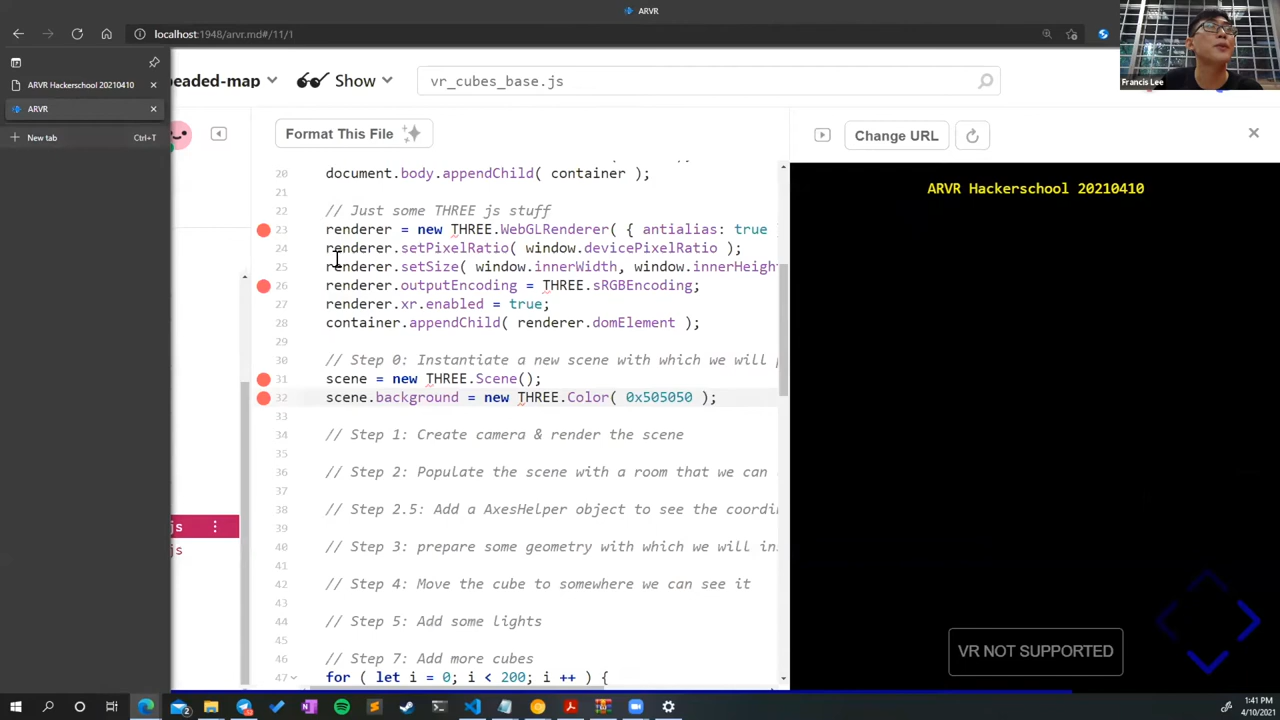 ARVR
localhost:1948/arvr.md#/11/1
Francis Lee
ARVR Hackerschool 20210410
ARVR
New tab Ctrl+T
beaded-map Show vr_cubes_base.js
Format This File
Change URL
ARVR Hackerschool 20210410
VR NOT SUPPORTED
js
js
20 document.body.appendChild( container );
21
22 // Just some THREE js stuff
23 renderer = new THREE.WebGLRenderer( { antialias: true
24 renderer.setPixelRatio( window.devicePixelRatio );
25 renderer.setSize( window.innerWidth, window.innerHeigh
26 renderer.outputEncoding = THREE.sRGBEncoding;
27 renderer.xr.enabled = true;
28 container.appendChild( renderer.domElement );
29
30 // Step 0: Instantiate a new scene with which we will
31 scene = new THREE.Scene();
32 scene.background = new THREE.Color( 0x505050 );
33
34 // Step 1: Create camera & render the scene
35
36 // Step 2: Populate the scene with a room that we can
37
38 // Step 2.5: Add a AxesHelper object to see the coordi
39
40 // Step 3: prepare some geometry with which we will in
41
42 // Step 4: Move the cube to somewhere we can see it
43
44 // Step 5: Add some lights
45
46 // Step 7: Add more cubes
47 for ( let i = 0; i < 200; i ++ ) {
1:41 PM
4/10/2021